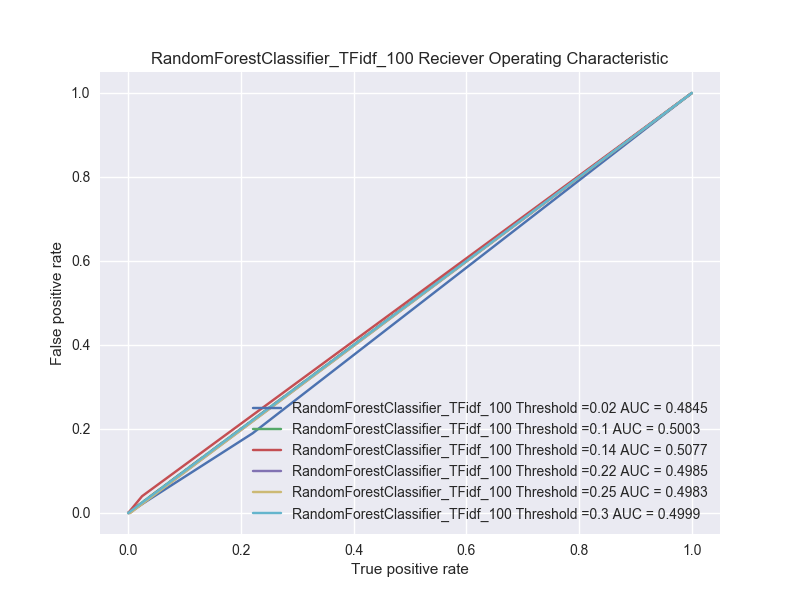 RandomForestClassifier_TFidf_100 Reciever Operating Characteristic
1.0
0.8
0.6
0.4
0.2
0.0
False positive rate
RandomForestClassifier_TFidf_100 Threshold =0.02 AUC = 0.4845
RandomForestClassifier_TFidf_100 Threshold =0.1 AUC = 0.5003
RandomForestClassifier_TFidf_100 Threshold =0.14 AUC = 0.5077
RandomForestClassifier_TFidf_100 Threshold =0.22 AUC = 0.4985
RandomForestClassifier_TFidf_100 Threshold =0.25 AUC = 0.4983
RandomForestClassifier_TFidf_100 Threshold =0.3 AUC = 0.4999
0.0 0.2 0.4 0.6 0.8 1.0
True positive rate